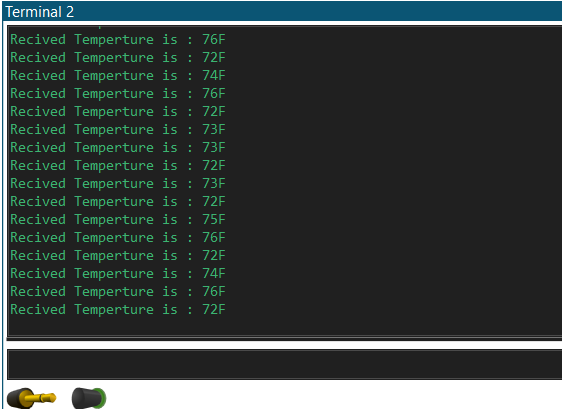 Terminal 2
Recived Temperture is : 76F
Recived Temperture is : 72F
Recived Temperture is : 74F
Recived Temperture is : 76F
Recived Temperture is : 72F
Recived Temperture is : 73F
Recived Temperture is : 73F
Recived Temperture is : 72F
Recived Temperture is : 73F
Recived Temperture is : 72F
Recived Temperture is : 75F
Recived Temperture is : 76F
Recived Temperture is : 72F
Recived Temperture is : 74F
Recived Temperture is : 76F
Recived Temperture is : 72F